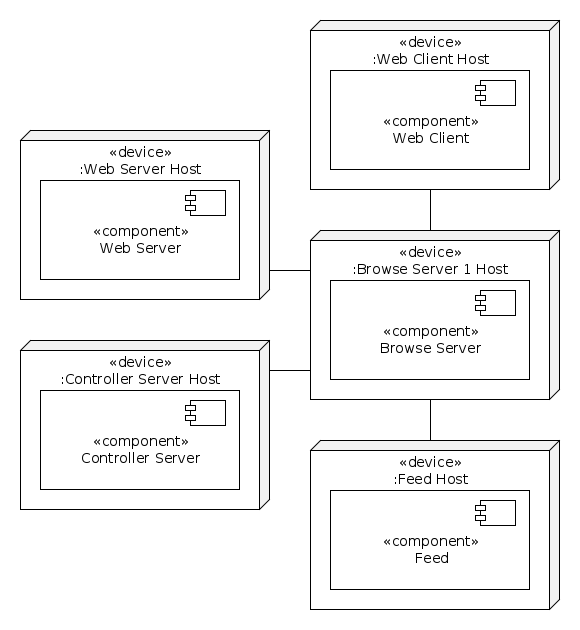 «device»
:Web Client Host
«component»
Web Client
«device»
:Web Server Host
«component»
Web Server
«device»
:Browse Server 1 Host
«component»
Browse Server
«device»
:Controller Server Host
«component»
Controller Server
«device»
:Feed Host
«component»
Feed